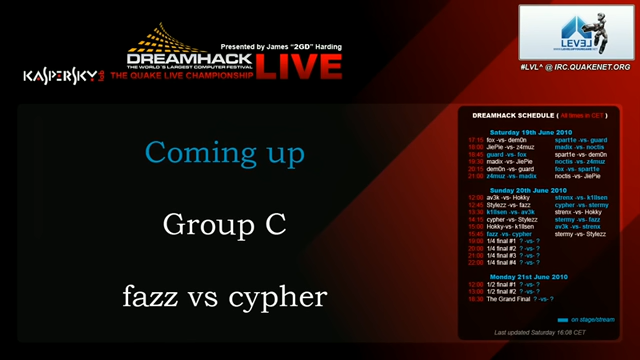 Presented by James "2GD" Harding
DREAMHACK
THE WORLD'S LARGEST COMPUTER FESTIVAL
LIVE
KASPERSKY lab
THE QUAKE LIVE CHAMPIONSHIP
LEVEL
#LVL^ @ IRC.QUAKENET.ORG
Coming up
Group C
fazz vs cypher
DREAMHACK SCHEDULE ( All times in CET )
Saturday 19th June 2010
17:15 fox -vs- dem0n spart1e -vs- guard
18:00 JiePie -vs- z4muz madix -vs- noctis
18:45 guard -vs- fox spart1e -vs- dem0n
19:30 madix -vs- JiePie noctis -vs- z4muz
20:15 dem0n -vs- guard fox -vs- spart1e
21:00 z4muz -vs- madix noctis -vs- JiePie
Sunday 20th June 2010
12:00 av3k -vs- Hokky strenx -vs- k1llsen
12:45 Stylezz -vs- fazz cypher -vs- stermy
13:30 k1llsen -vs- av3k strenx -vs- Hokky
14:15 cypher -vs- Stylezz stermy -vs- fazz
15:00 Hokky-vs- k1llsen av3k -vs- strenx
15:45 fazz -vs- cypher stermy -vs- Stylezz
19:00 1/4 final #1 ? -vs- ?
20:00 1/4 final #2 ? -vs- ?
21:00 1/4 final #3 ? -vs- ?
22:00 1/4 final #4 ? -vs- ?
Monday 21st June 2010
12:00 1/2 final #1 ? -vs- ?
13:00 1/2 final #2 ? -vs- ?
18:30 The Grand Final ? -vs- ?
on stage/stream
Last updated Saturday 16:08 CET